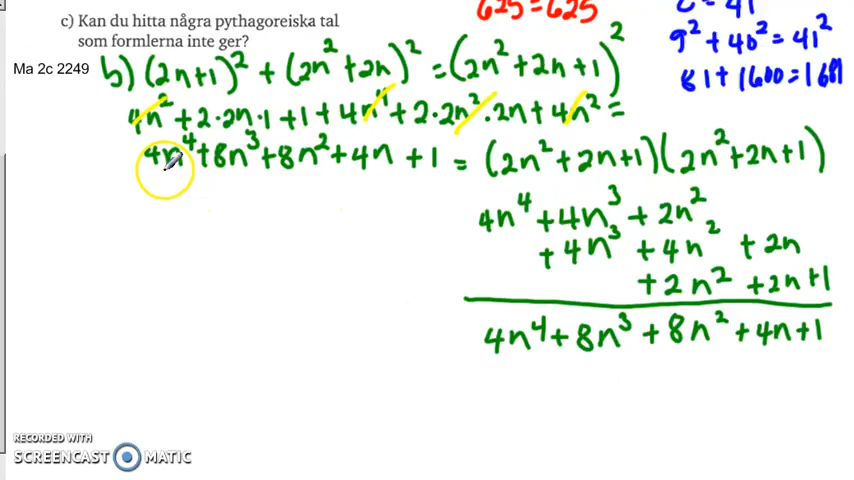 625 = 625
c) Kan du hitta några pythagoreiska tal
som formlerna inte ger?
9² + 40² = 41²
81 + 1600 = 1681
Ma 2c 2249
b) (2n+1)² + (2n² + 2n)² = (2n² + 2n + 1)²
4n² + 2·2n·1 + 1 + 4n⁴ + 2·2n²·2n + 4n² =
4n⁴ + 8n³ + 8n² + 4n + 1 = (2n² + 2n + 1)(2n² + 2n + 1)
4n⁴ + 4n³ + 2n²
+ 4n³ + 4n² + 2n
+ 2n² + 2n + 1
4n⁴ + 8n³ + 8n² + 4n + 1
RECORDED WITH
SCREENCAST MATIC